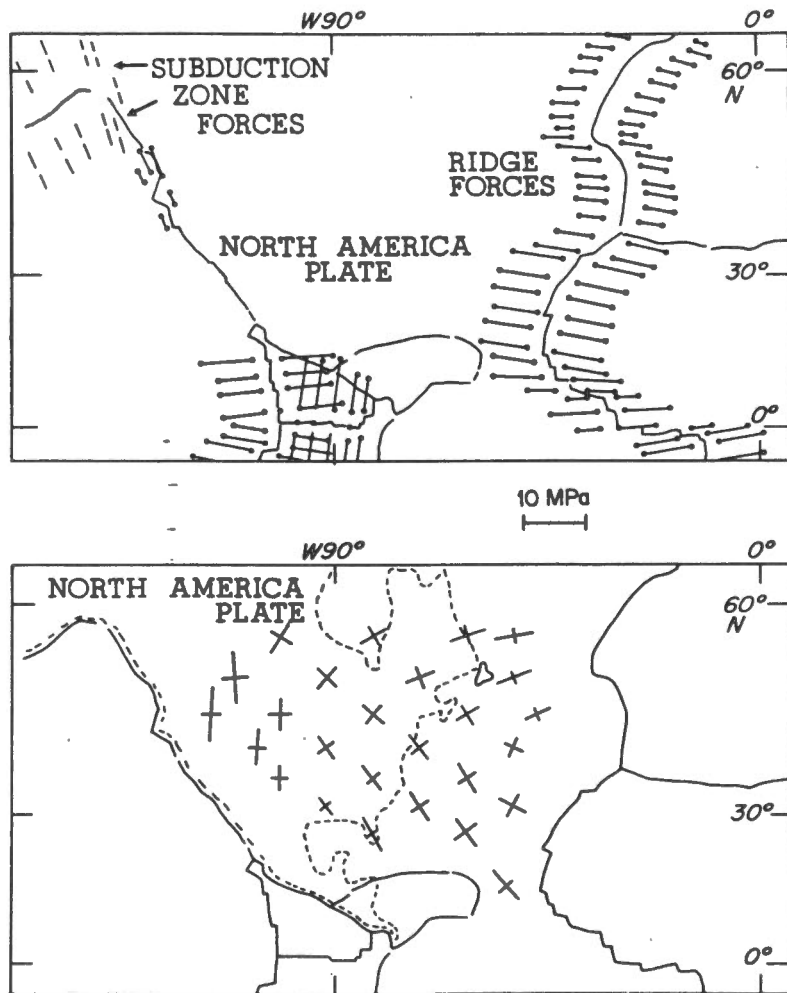 W90° 0°
SUBDUCTION
ZONE
FORCES
60°
N
RIDGE
FORCES
NORTH AMERICA
PLATE
30°
0°
10 MPa
W90° 0°
NORTH AMERICA
PLATE
60°
N
30°
0°